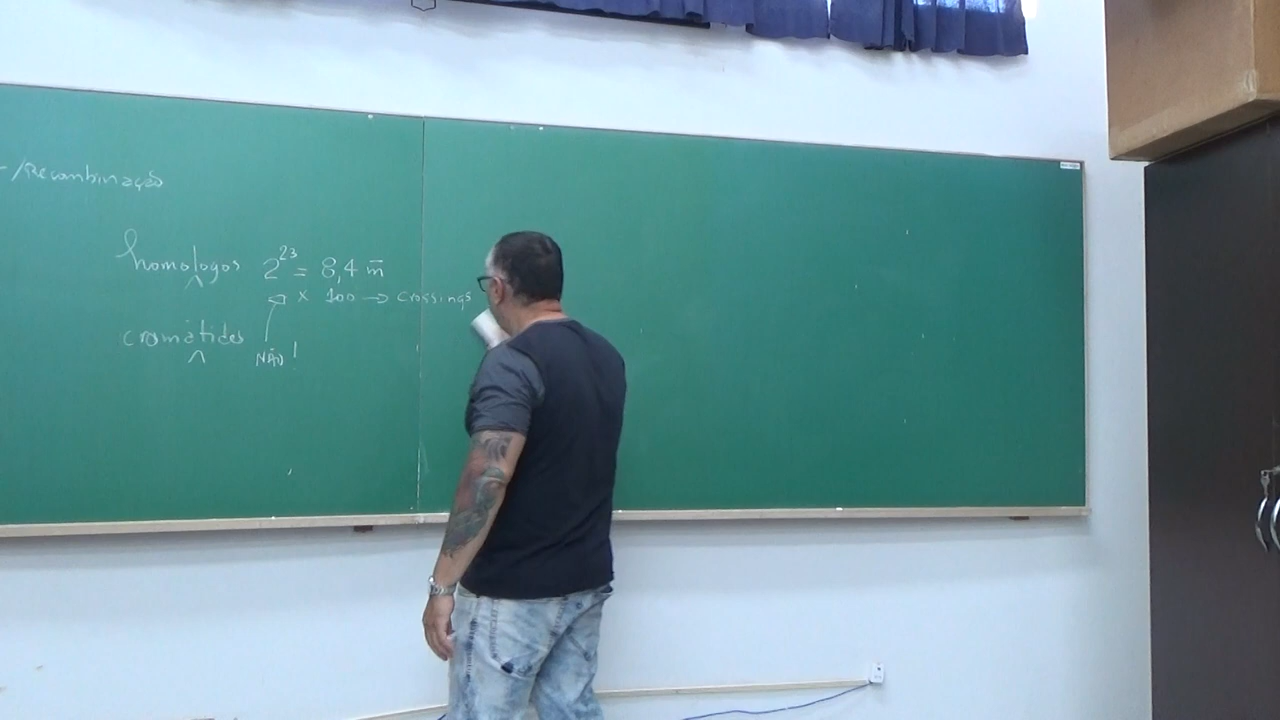 -/Recombinação
homologos 2²³ = 8,4 m̄
^ x 100 → crossings
cromátides NÃO!
^